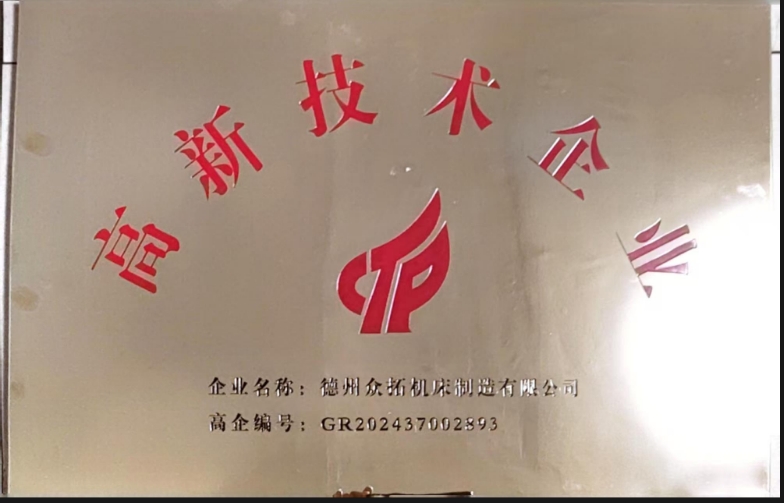 高新技术企业
CTP
企业名称：德州众拓机床制造有限公司
高企编号：GR202437002893